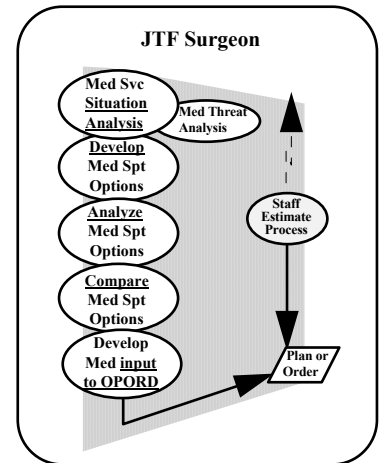 JTF Surgeon
Med Svc
Situation
Analysis
Med Threat
Analysis
Develop
Med Spt
Options
Analyze
Med Spt
Options
Compare
Med Spt
Options
Develop
Med input
to OPORD
Staff
Estimate
Process
Plan or
Order